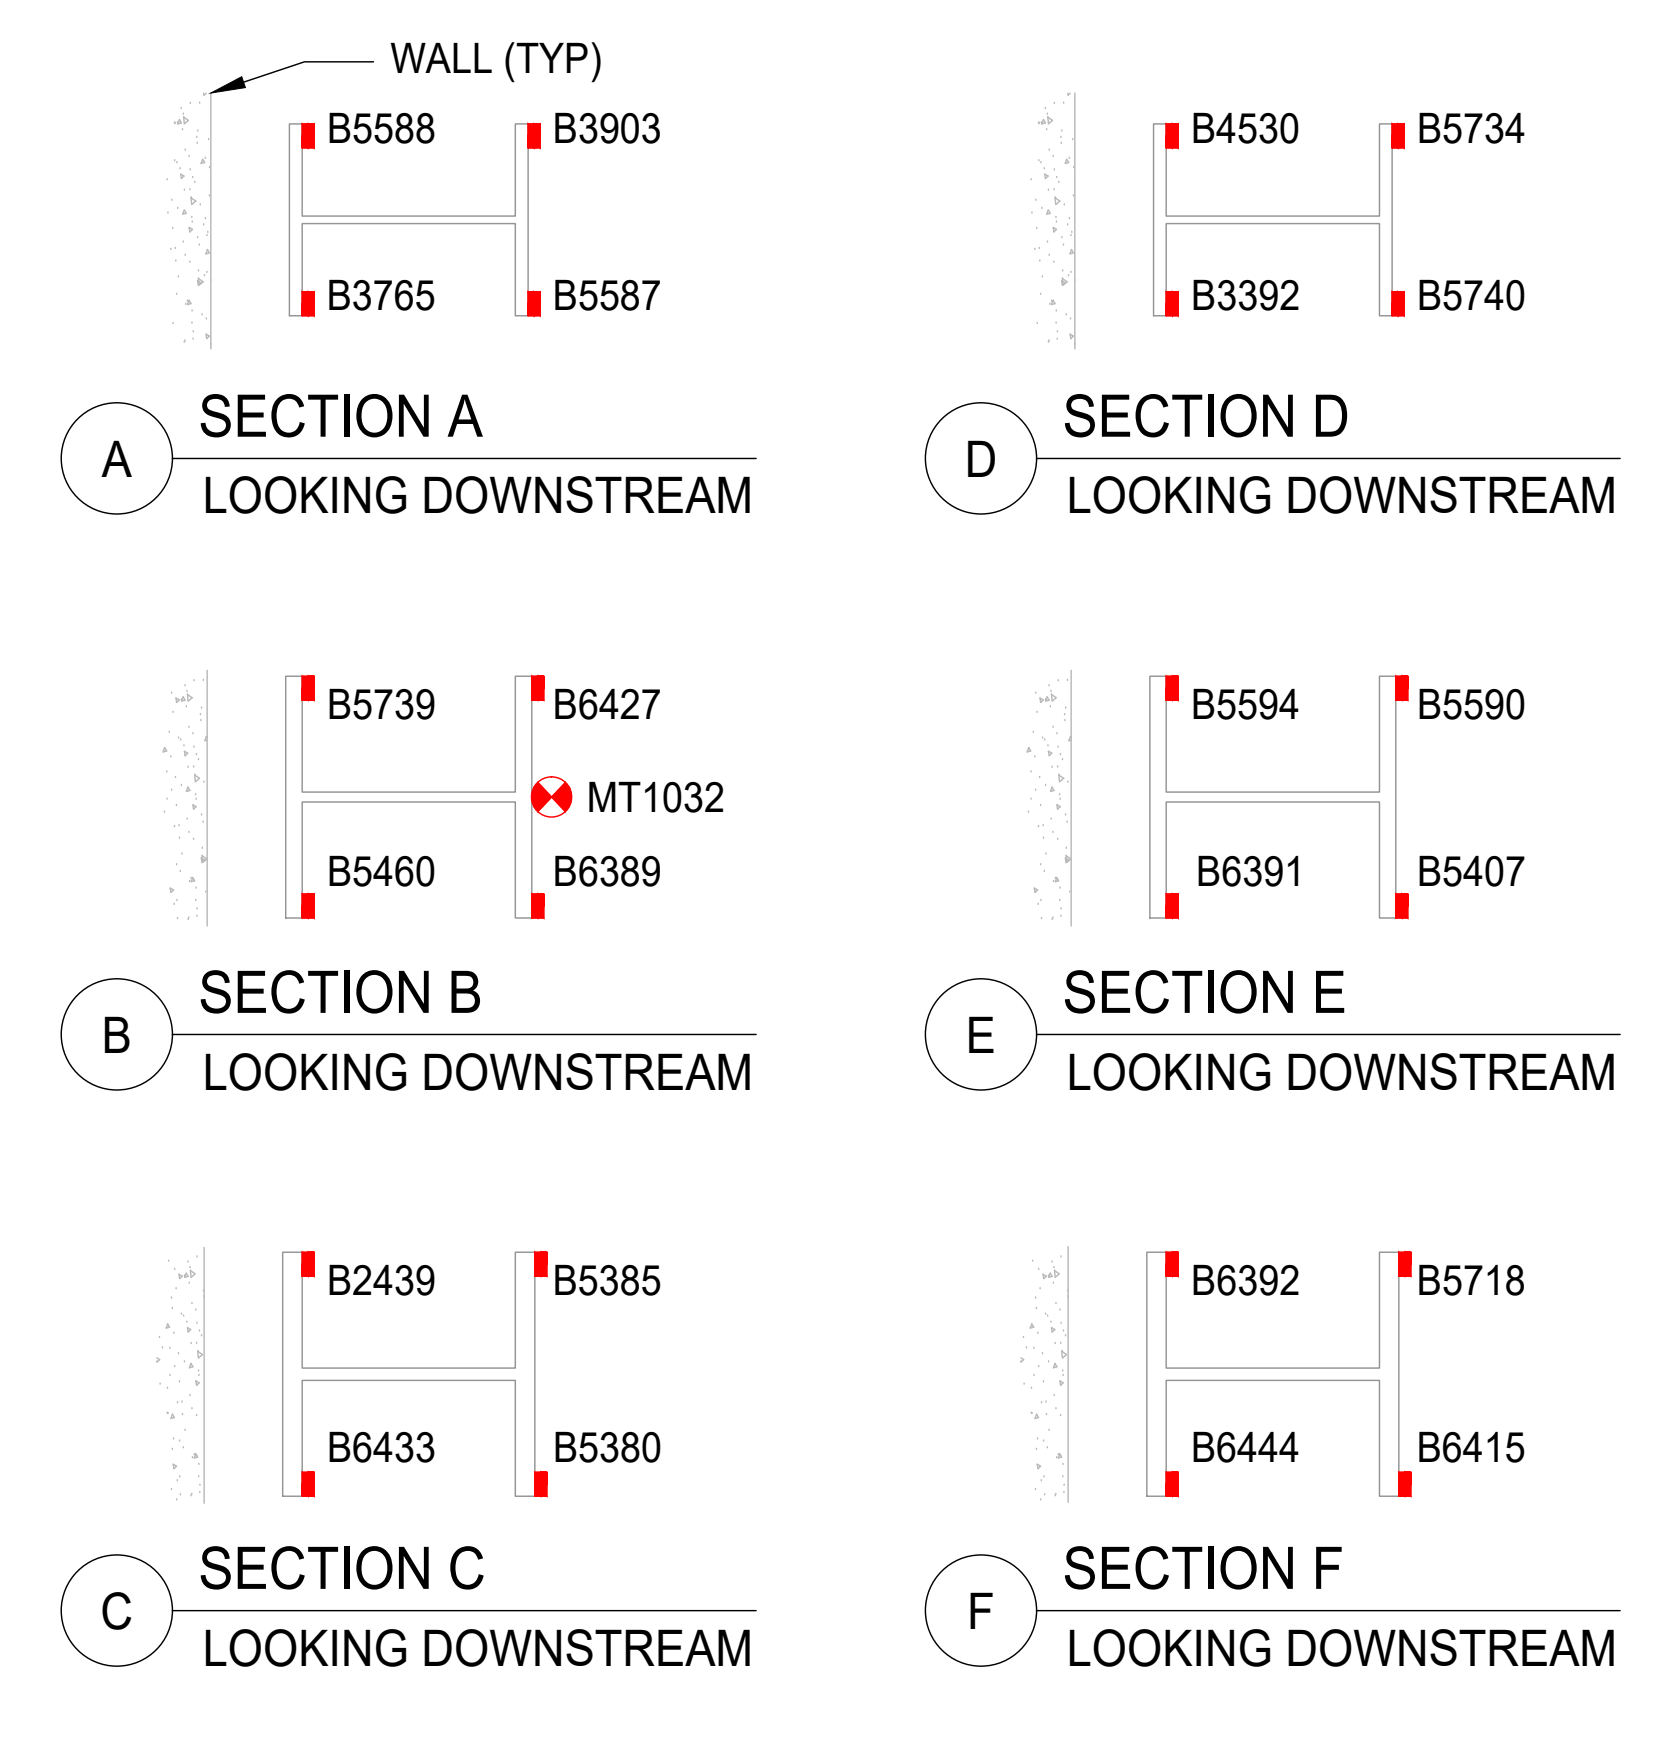 WALL (TYP)
B5588
B3903
B3765
B5587
A
SECTION A
LOOKING DOWNSTREAM
B4530
B5734
B3392
B5740
D
SECTION D
LOOKING DOWNSTREAM
B5739
B6427
MT1032
B5460
B6389
B
SECTION B
LOOKING DOWNSTREAM
B5594
B5590
B6391
B5407
E
SECTION E
LOOKING DOWNSTREAM
B2439
B5385
B6433
B5380
C
SECTION C
LOOKING DOWNSTREAM
B6392
B5718
B6444
B6415
F
SECTION F
LOOKING DOWNSTREAM